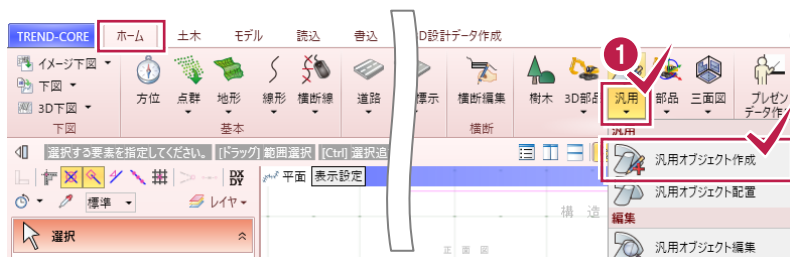 TREND-CORE ホーム 土木 モデル 読込 書込 D設計データ作成
イメージ下図
下図
3D下図
下図
方位 点群 地形 線形 横断線 道路 標示 横断編集 樹木 3D部品 汎用 部品 三面図 プレゼン
データ作
基本 横断
1
選択する要素を指定してください。 [ドラッグ] 範囲選択 [Ctrl] 選択追
汎用
汎用オブジェクト作成
汎用オブジェクト配置
編集
汎用オブジェクト編集
標準 レイヤ
平面 表示設定
選択
構 造
正 面 図